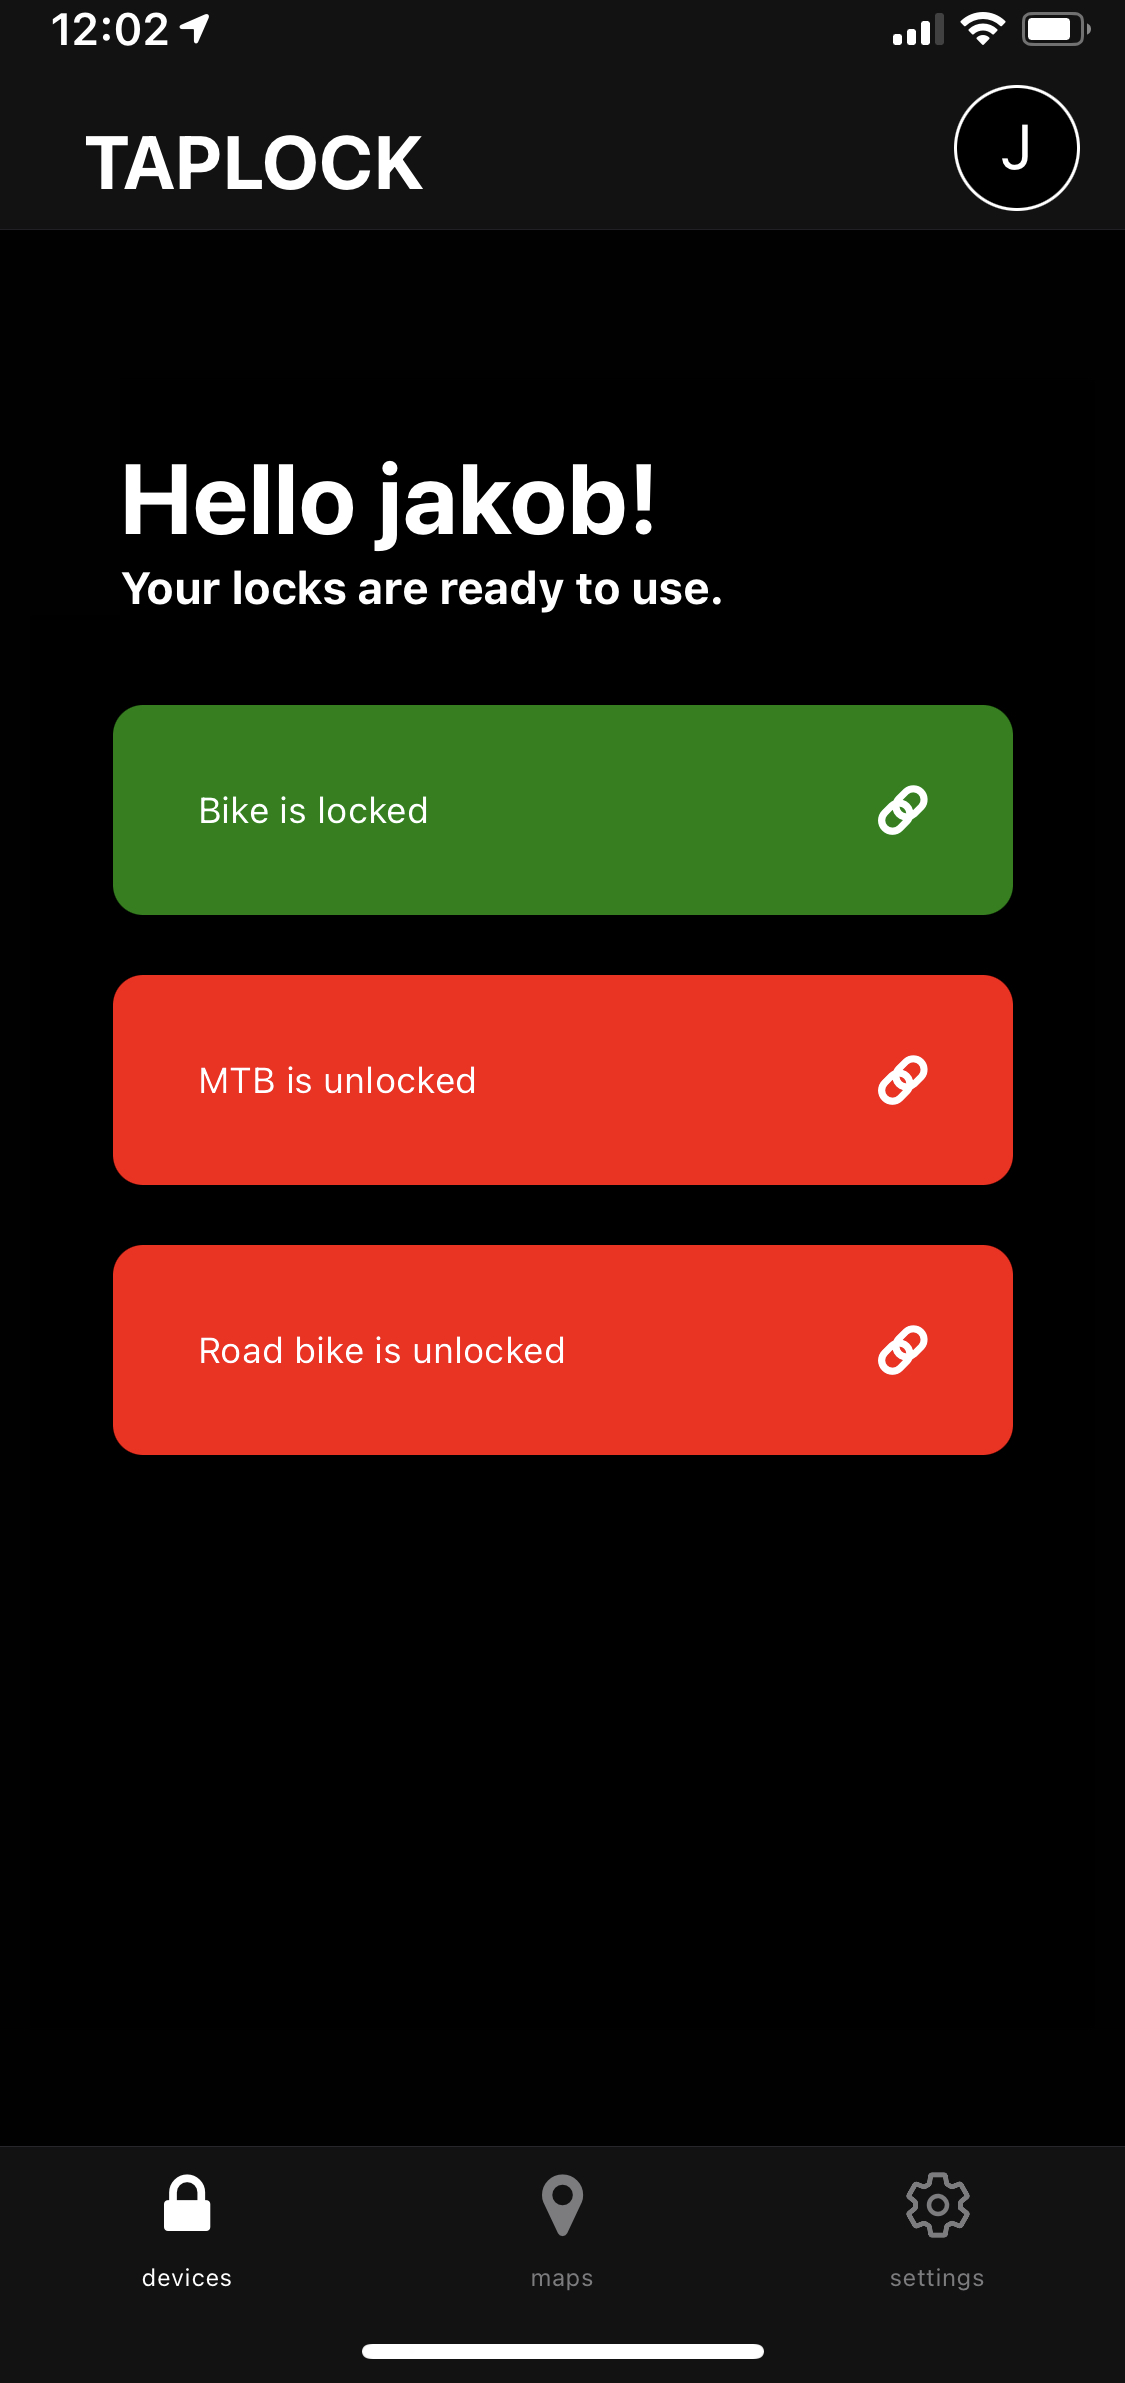 12:02
TAPLOCK
J
Hello jakob!
Your locks are ready to use.
Bike is locked
MTB is unlocked
Road bike is unlocked
devices
maps
settings